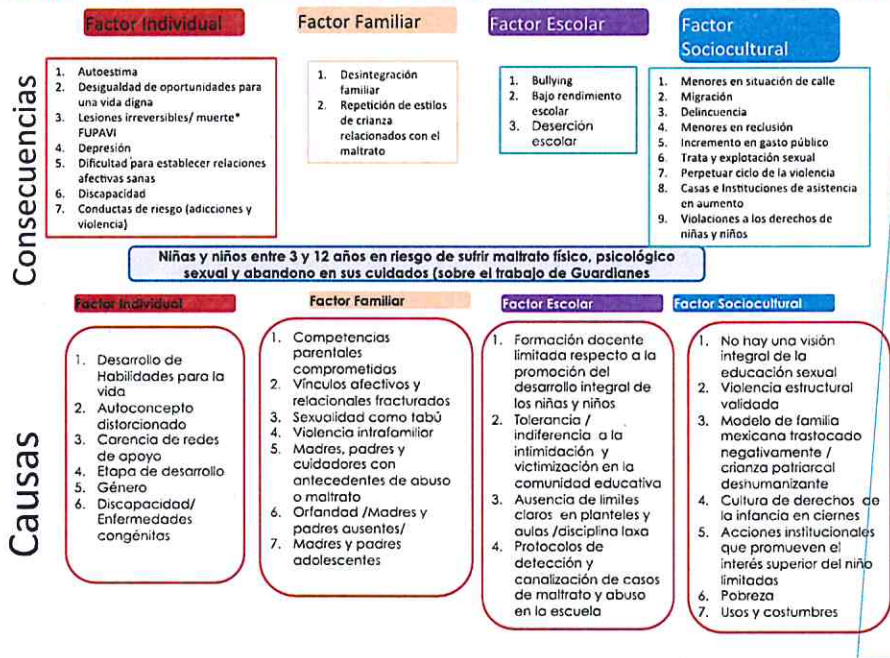 Consecuencias
Factor Individual
1. Autoestima
2. Desigualdad de oportunidades para
una vida digna
3. Lesiones irreversibles/ muerte*
FUPAVI
4. Depresión
5. Dificultad para establecer relaciones
afectivas sanas
6. Discapacidad
7. Conductas de riesgo (adicciones y
violencia)
Factor Familiar
1. Desintegración
familiar
2. Repetición de estilos
de crianza
relacionados con el
maltrato
Factor Escolar
1. Bullying
2. Bajo rendimiento
escolar
3. Deserción
escolar
Factor
Sociocultural
1. Menores en situación de calle
2. Migración
3. Delincuencia
4. Menores en reclusión
5. Incremento en gasto público
6. Trata y explotación sexual
7. Perpetuar ciclo de la violencia
8. Casas e Instituciones de asistencia
en aumento
9. Violaciones a los derechos de
niñas y niños
Niñas y niños entre 3 y 12 años en riesgo de sufrir maltrato físico, psicológico
sexual y abandono en sus cuidados (sobre el trabajo de Guardianes
Causas
Factor Individual
1. Desarrollo de
Habilidades para la
vida
2. Autoconcepto
distorcionado
3. Carencia de redes
de apoyo
4. Etapa de desarrollo
5. Género
6. Discapacidad/
Enfermedades
congénitas
Factor Familiar
1. Competencias
parentales
comprometidas
2. Vínculos afectivos y
relacionales fracturados
3. Sexualidad como tabú
4. Violencia intrafamiliar
5. Madres, padres y
cuidadores con
antecedentes de abuso
o maltrato
6. Orfandad /Madres y
padres ausentes/
7. Madres y padres
adolescentes
Factor Escolar
1. Formación docente
limitada respecto a la
promoción del
desarrollo integral de
los niñas y niños
2. Tolerancia /
indiferencia a la
intimidación y
victimización en la
comunidad educativa
3. Ausencia de limites
claros en planteles y
aulas /disciplina laxa
4. Protocolos de
detección y
canalización de casos
de maltrato y abuso
en la escuela
Factor Sociocultural
1. No hay una visión
integral de la
educación sexual
2. Violencia estructural
validada
3. Modelo de familia
mexicana trastocado
negativamente /
crianza patriarcal
deshumanizante
4. Cultura de derechos de
la infancia en ciernes
5. Acciones institucionales
que promueven el
interés superior del niño
limitadas
6. Pobreza
7. Usos y costumbres